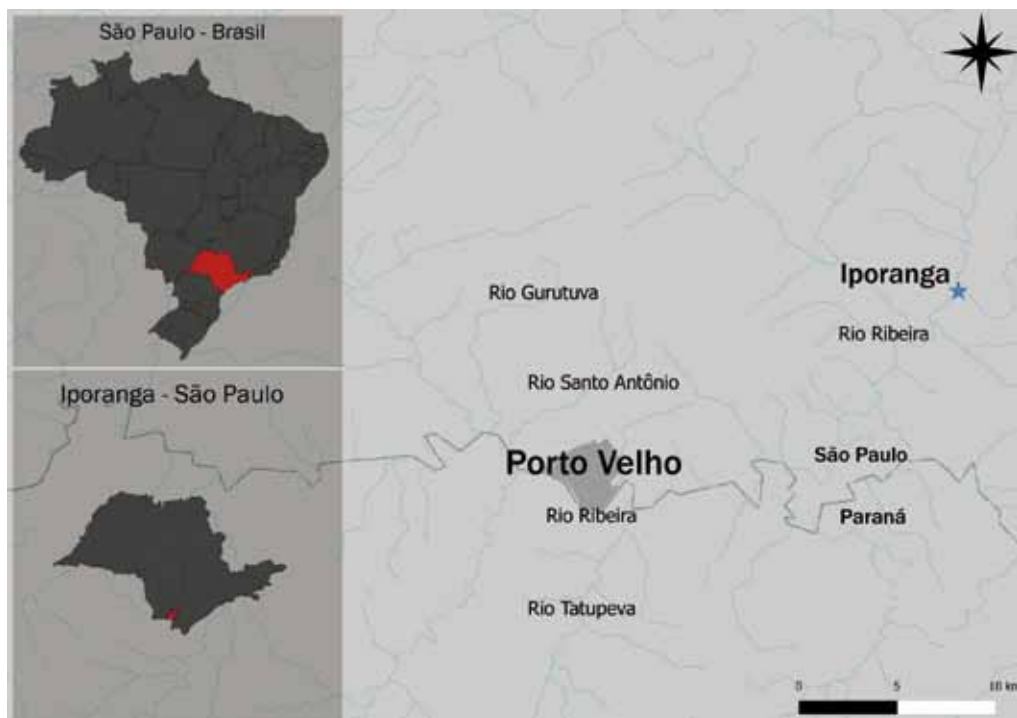 São Paulo - Brasil
Iporanga - São Paulo
Iporanga
Rio Gurutuva
Rio Ribeira
Rio Santo Antônio
Porto Velho
São Paulo
Rio Ribeira
Paraná
Rio Tatupeva
0 5 10 km